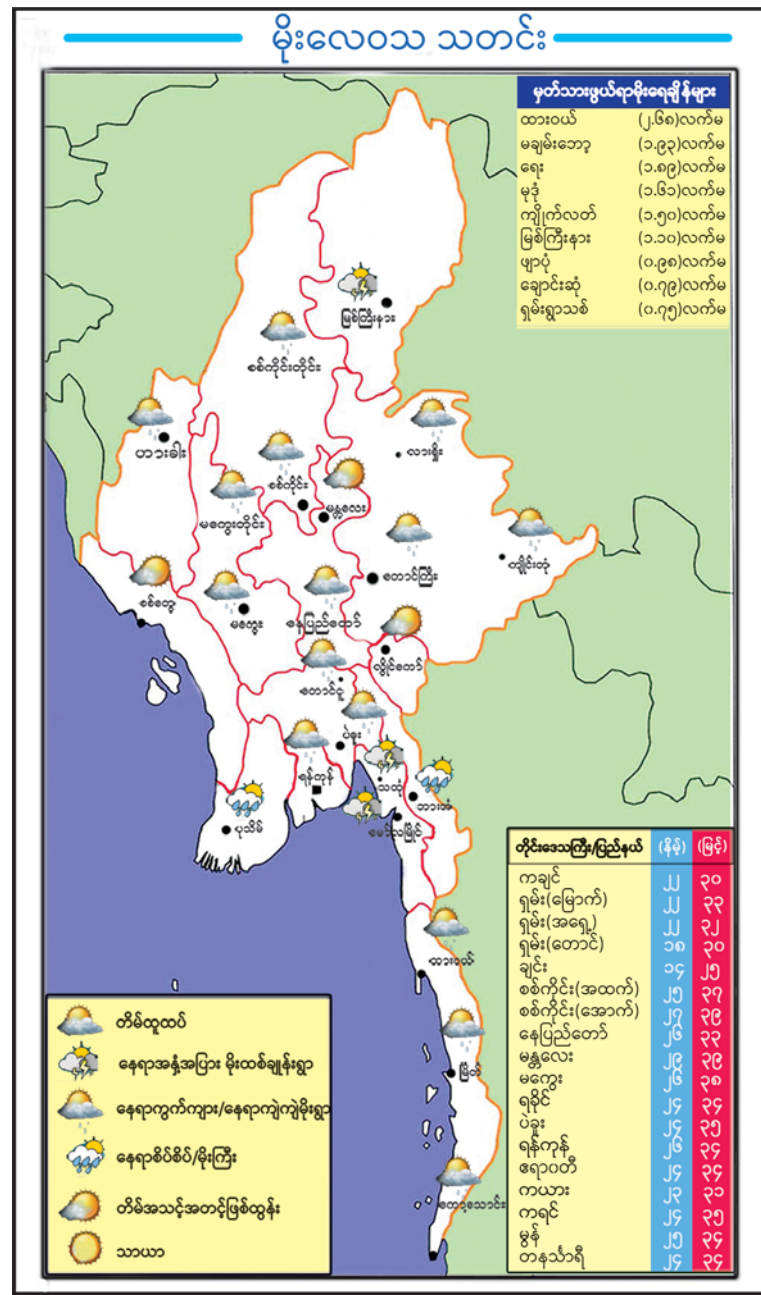 မိုးလေဝသ သတင်း
မှတ်သားဖွယ်ရာမိုးရေချိန်များ
ထားဝယ် (၂.၆၈)လက်မ
မချမ်းဘော့ (၁.၉၃)လက်မ
ရေး (၁.၈၉)လက်မ
မုဒုံ (၁.၆၁)လက်မ
ကျိုက်လတ် (၁.၅၀)လက်မ
မြစ်ကြီးနား (၁.၁၀)လက်မ
ဖျာပုံ (၀.၉၈)လက်မ
ချောင်းဆုံ (၀.၇၉)လက်မ
ရှမ်းရွာသစ် (၀.၇၅)လက်မ
မြစ်ကြီးနား
စစ်ကိုင်းတိုင်း
ဟားခါး
လားရှိုး
စစ်ကိုင်း
မန္တလေး
မကွေးတိုင်း
ကျိုင်းတုံ
တောင်ကြီး
စစ်တွေ
မကွေး
နေပြည်တော်
လွိုင်ကော်
တောင်ငူ
ပဲခူး
ရန်ကုန်
သထုံ
ဘားအံ
ပုသိမ်
မော်လမြိုင်
ထားဝယ်
မြိတ်
ကော့သောင်း
တိုင်းဒေသကြီး/ပြည်နယ် (နိမ့်) (မြင့်)
ကချင် ၂၂ ၃၀
ရှမ်း(မြောက်) ၂၂ ၃၃
ရှမ်း(အရှေ့) ၂၂ ၃၂
ရှမ်း(တောင်) ၁၈ ၃၀
ချင်း ၁၄ ၂၅
စစ်ကိုင်း(အထက်) ၂၅ ၃၇
စစ်ကိုင်း(အောက်) ၂၇ ၃၉
နေပြည်တော် ၂၆ ၃၃
မန္တလေး ၂၉ ၃၉
မကွေး ၂၆ ၃၈
ရခိုင် ၂၄ ၃၄
ပဲခူး ၂၄ ၃၅
ရန်ကုန် ၂၆ ၃၄
ဧရာဝတီ ၂၄ ၃၄
ကယား ၂၃ ၃၁
ကရင် ၂၄ ၃၅
မွန် ၂၅ ၃၄
တနင်္သာရီ ၂၄ ၃၄
တိမ်ထူထပ်
နေရာအနှံ့အပြား မိုးထစ်ချုန်းရွာ
နေရာကွက်ကျား/နေရာကျဲကျဲမိုးရွာ
နေရာစိပ်စိပ်/မိုးကြီး
တိမ်အသင့်အတင့်ဖြစ်ထွန်း
သာယာ